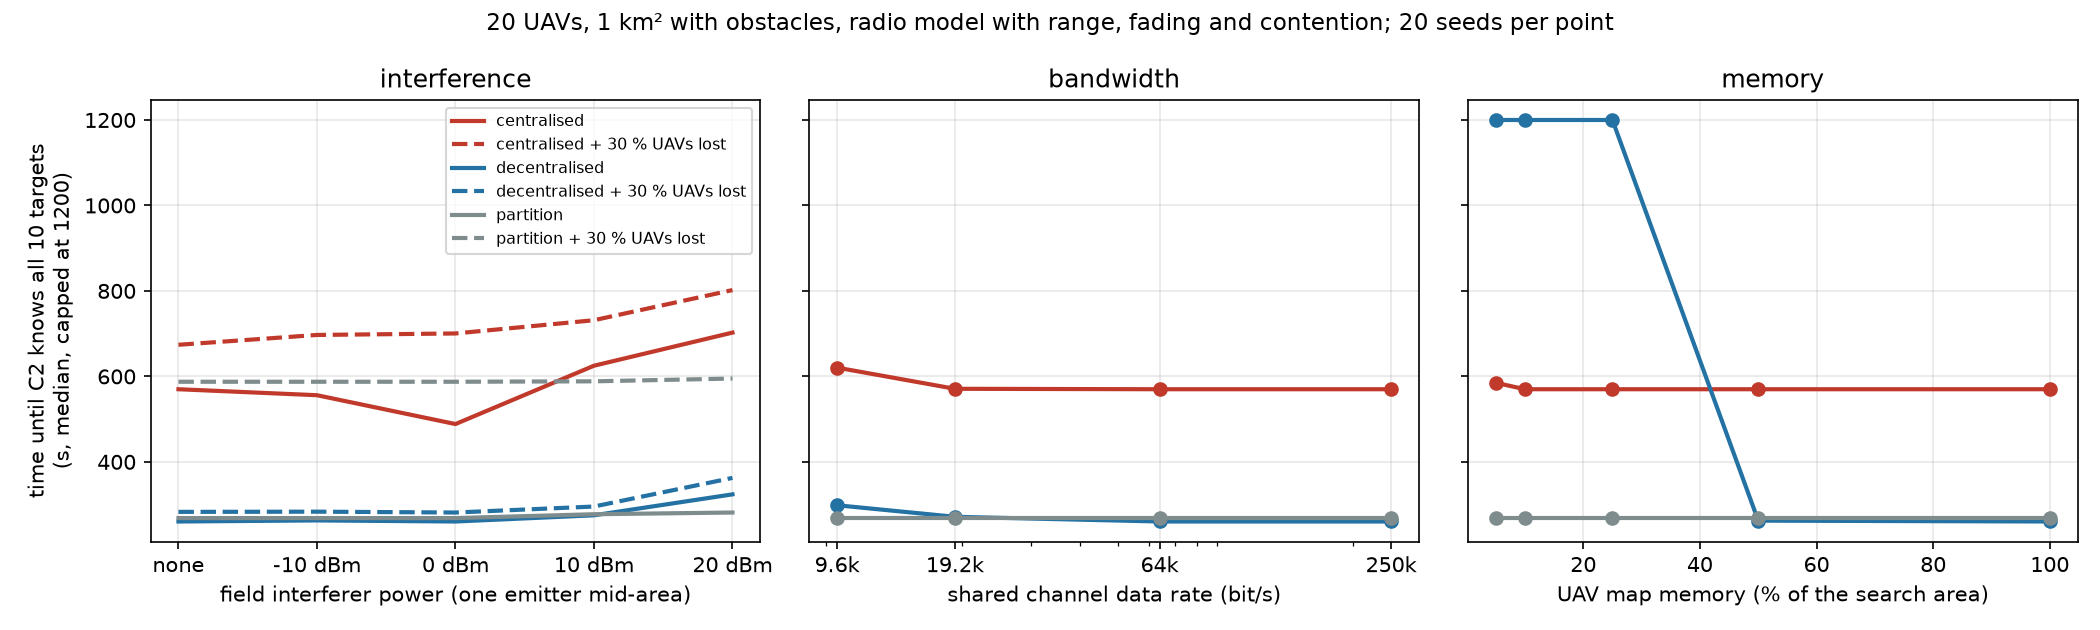 20 UAVs, 1 km² with obstacles, radio model with range, fading and contention; 20 seeds per point
interference
time until C2 knows all 10 targets
(s, median, capped at 1200)
1200
1000
800
600
400
centralised
centralised + 30 % UAVs lost
decentralised
decentralised + 30 % UAVs lost
partition
partition + 30 % UAVs lost
none
-10 dBm
0 dBm
10 dBm
20 dBm
field interferer power (one emitter mid-area)
bandwidth
9.6k
19.2k
64k
250k
shared channel data rate (bit/s)
memory
20
40
60
80
100
UAV map memory (% of the search area)